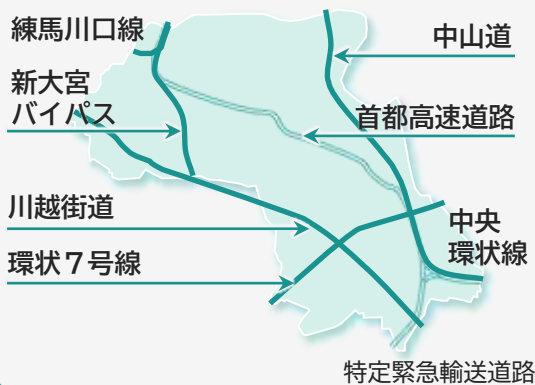 練馬川口線
中山道
新大宮
バイパス
首都高速道路
川越街道
中央
環状線
環状７号線
特定緊急輸送道路